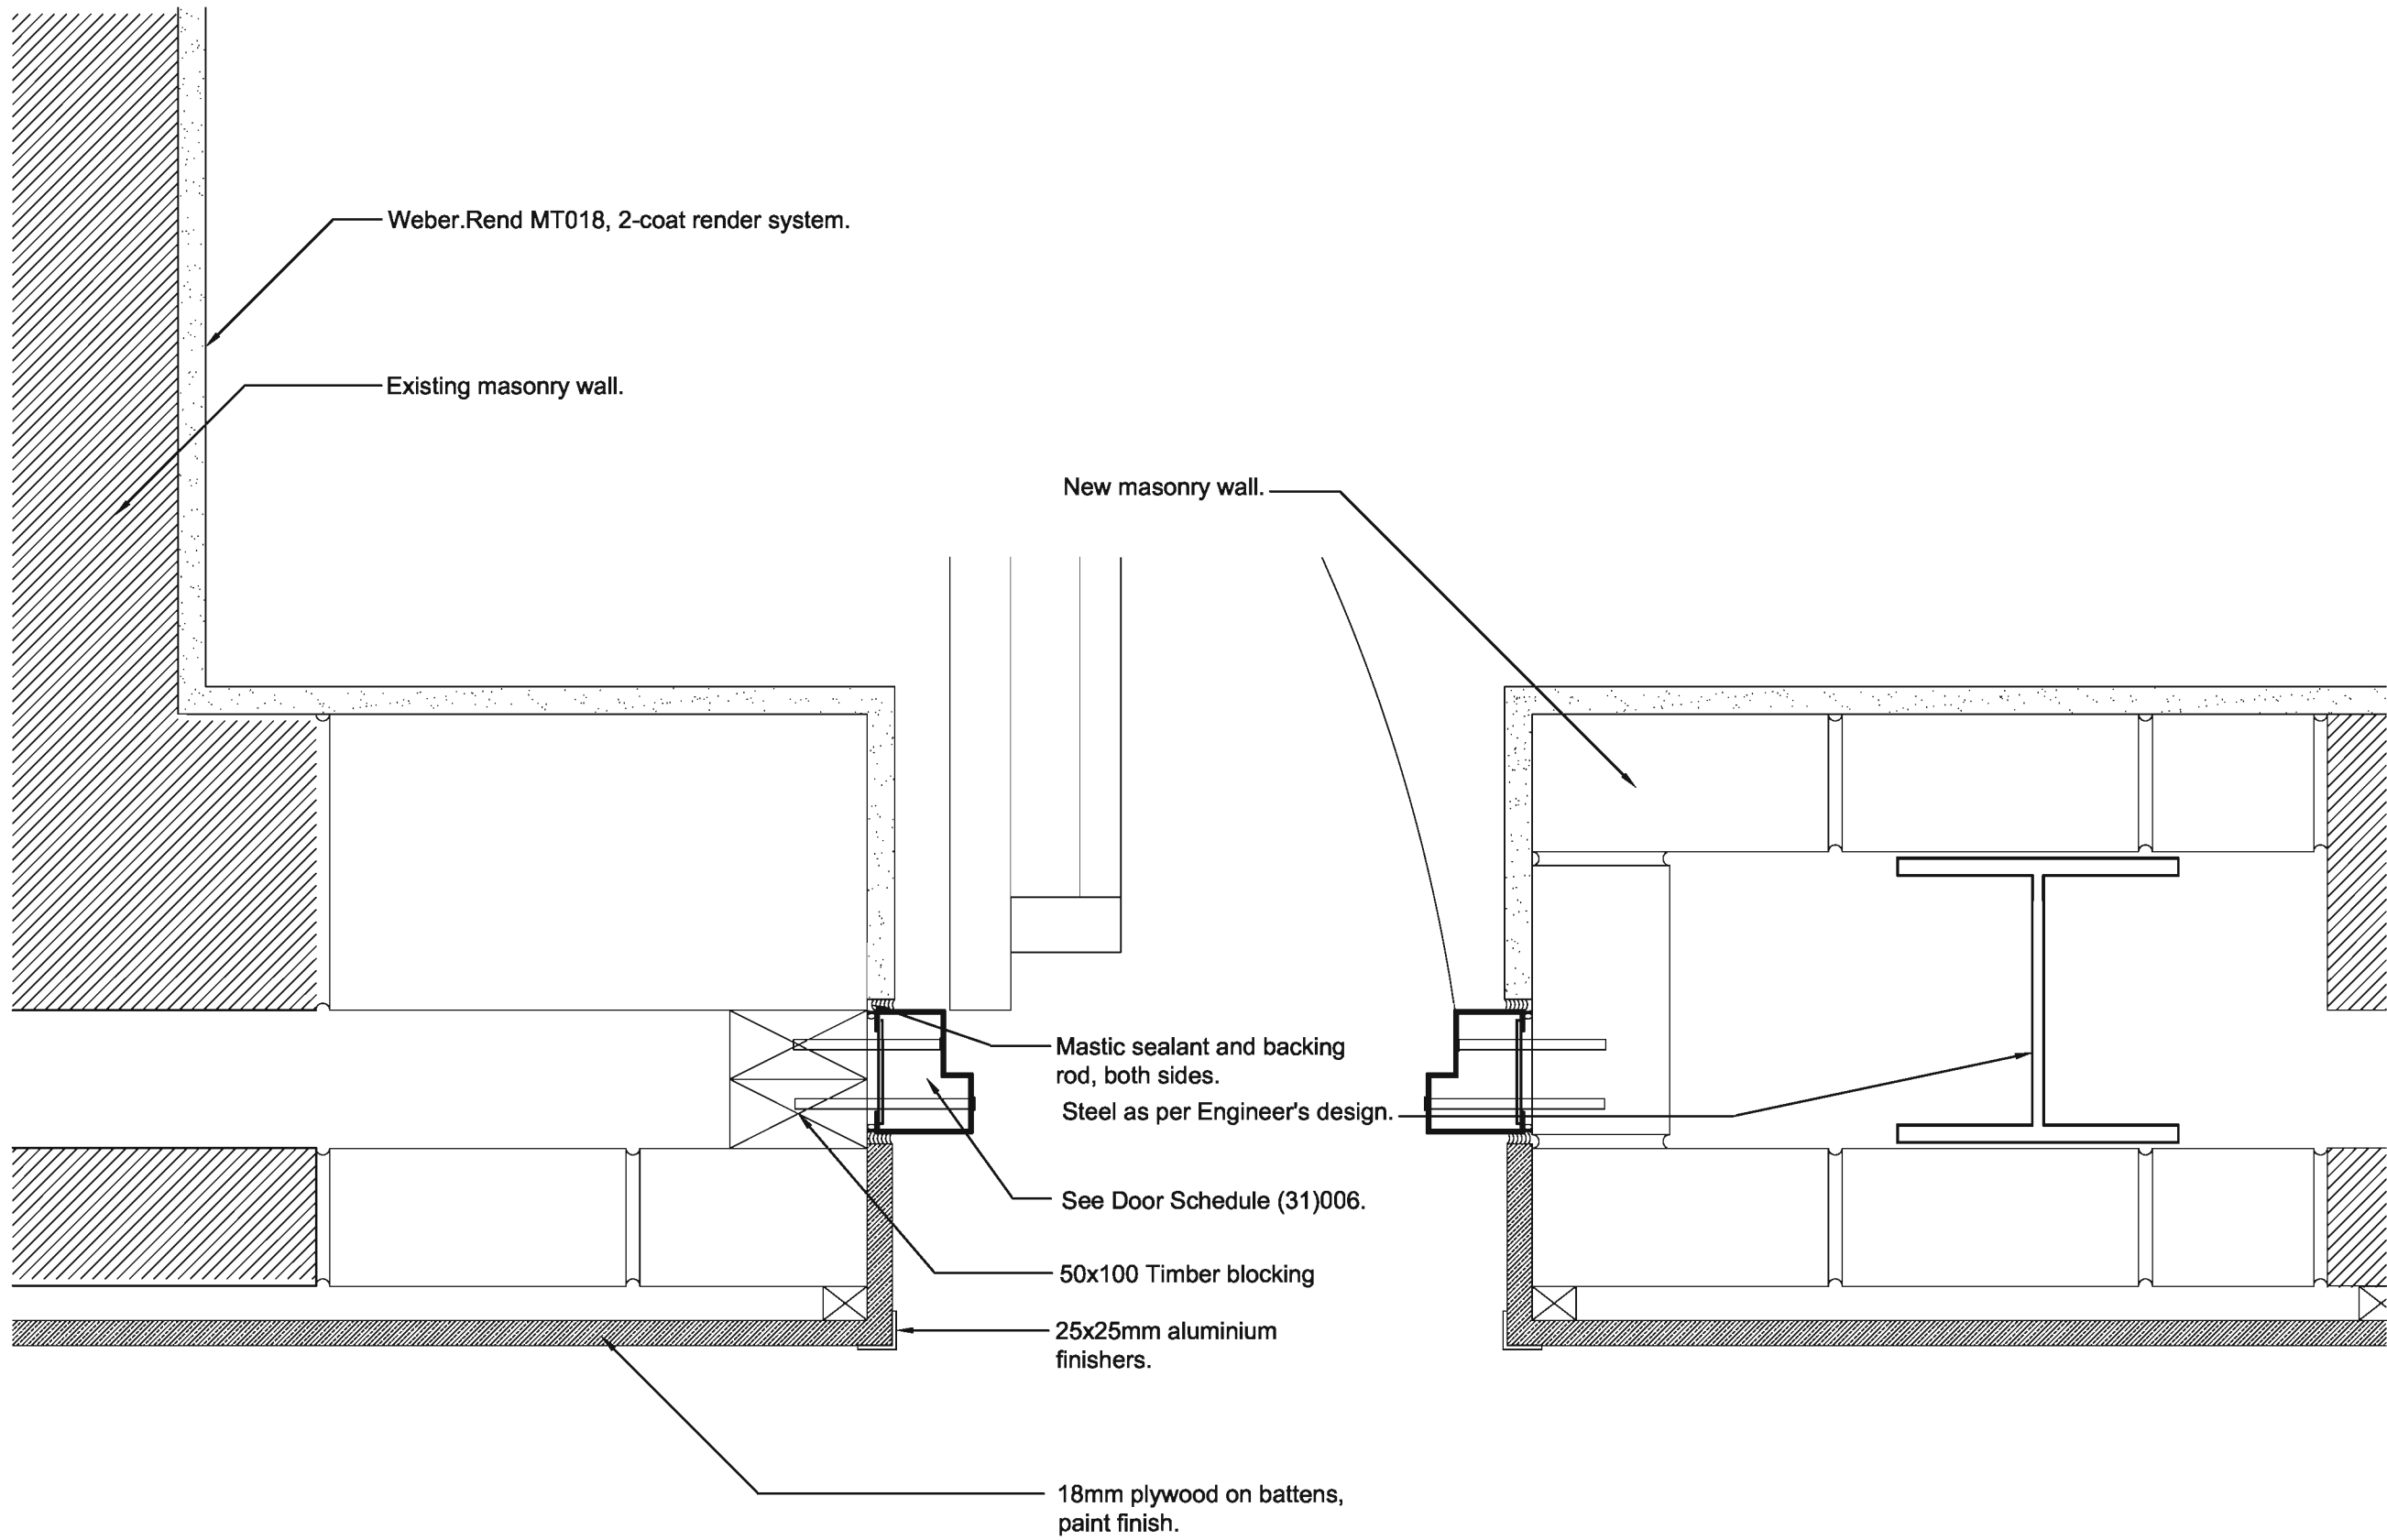 Weber.Rend MT018, 2-coat render system.
Existing masonry wall.
New masonry wall.
Mastic sealant and backing
rod, both sides.
Steel as per Engineer's design.
See Door Schedule (31)006.
50x100 Timber blocking
25x25mm aluminium
finishers.
18mm plywood on battens,
paint finish.